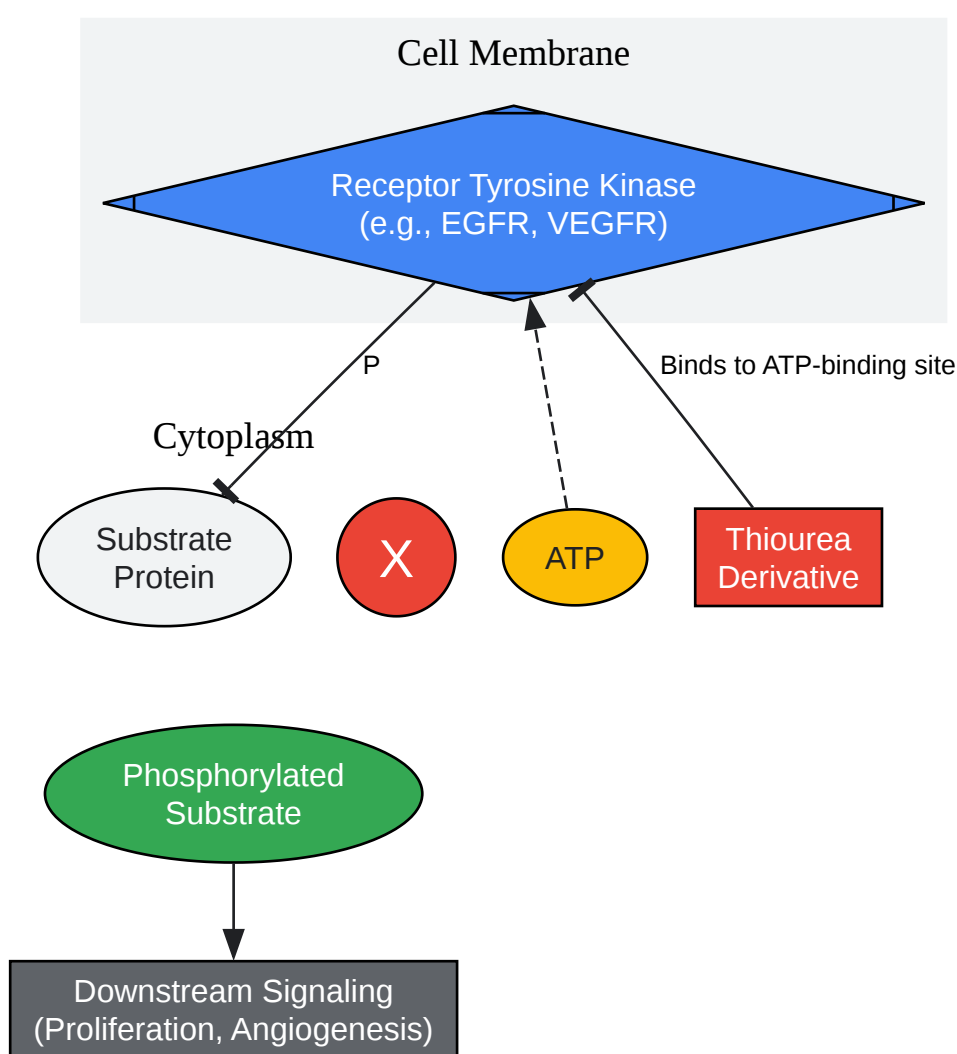 Cell Membrane
Receptor Tyrosine Kinase
(e.g., EGFR, VEGFR)
P
Binds to ATP-binding site
Cytoplasm
Substrate
Protein
X
ATP
Thiourea
Derivative
Phosphorylated
Substrate
Downstream Signaling
(Proliferation, Angiogenesis)